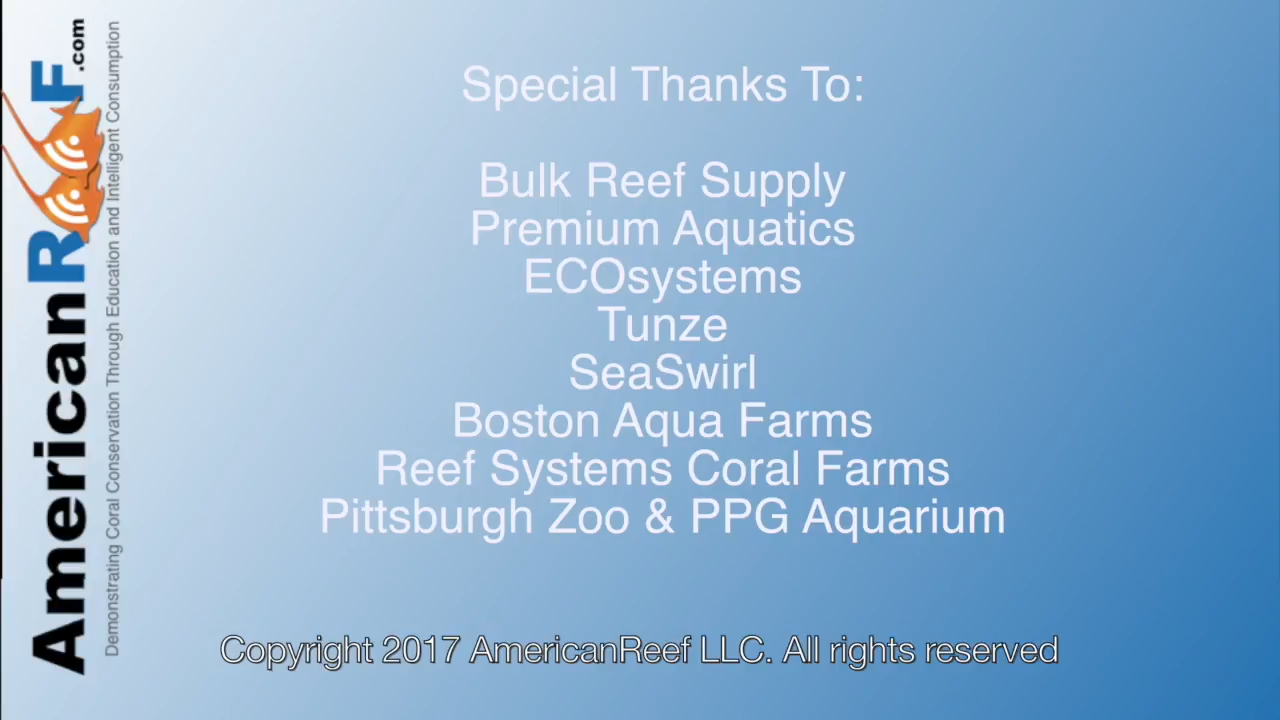 AmericanReeF.com
Demonstrating Coral Conservation Through Education and Intelligent Consumption
Special Thanks To:
Bulk Reef Supply
Premium Aquatics
ECOsystems
Tunze
SeaSwirl
Boston Aqua Farms
Reef Systems Coral Farms
Pittsburgh Zoo & PPG Aquarium
Copyright 2017 AmericanReef LLC. All rights reserved